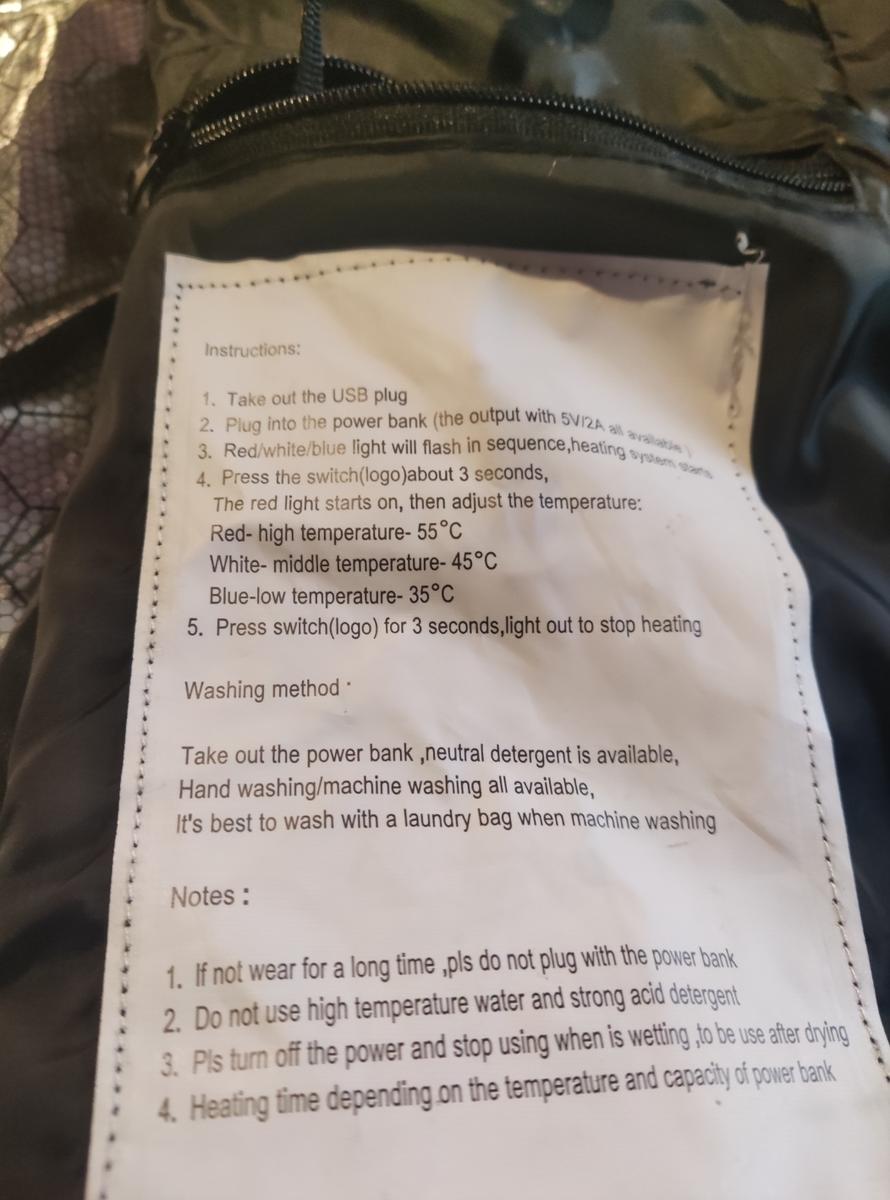 Instructions:
1. Take out the USB plug
2. Plug into the power bank (the output with 5V/2A all available )
3. Red/white/blue light will flash in sequence,heating system starts
4. Press the switch(logo)about 3 seconds,
The red light starts on, then adjust the temperature:
Red- high temperature- 55°C
White- middle temperature- 45°C
Blue-low temperature- 35°C
5. Press switch(logo) for 3 seconds,light out to stop heating
Washing method :
Take out the power bank ,neutral detergent is available,
Hand washing/machine washing all available,
It's best to wash with a laundry bag when machine washing
Notes :
1. If not wear for a long time ,pls do not plug with the power bank
2. Do not use high temperature water and strong acid detergent
3. Pls turn off the power and stop using when is wetting ,to be use after drying
4. Heating time depending on the temperature and capacity of power bank